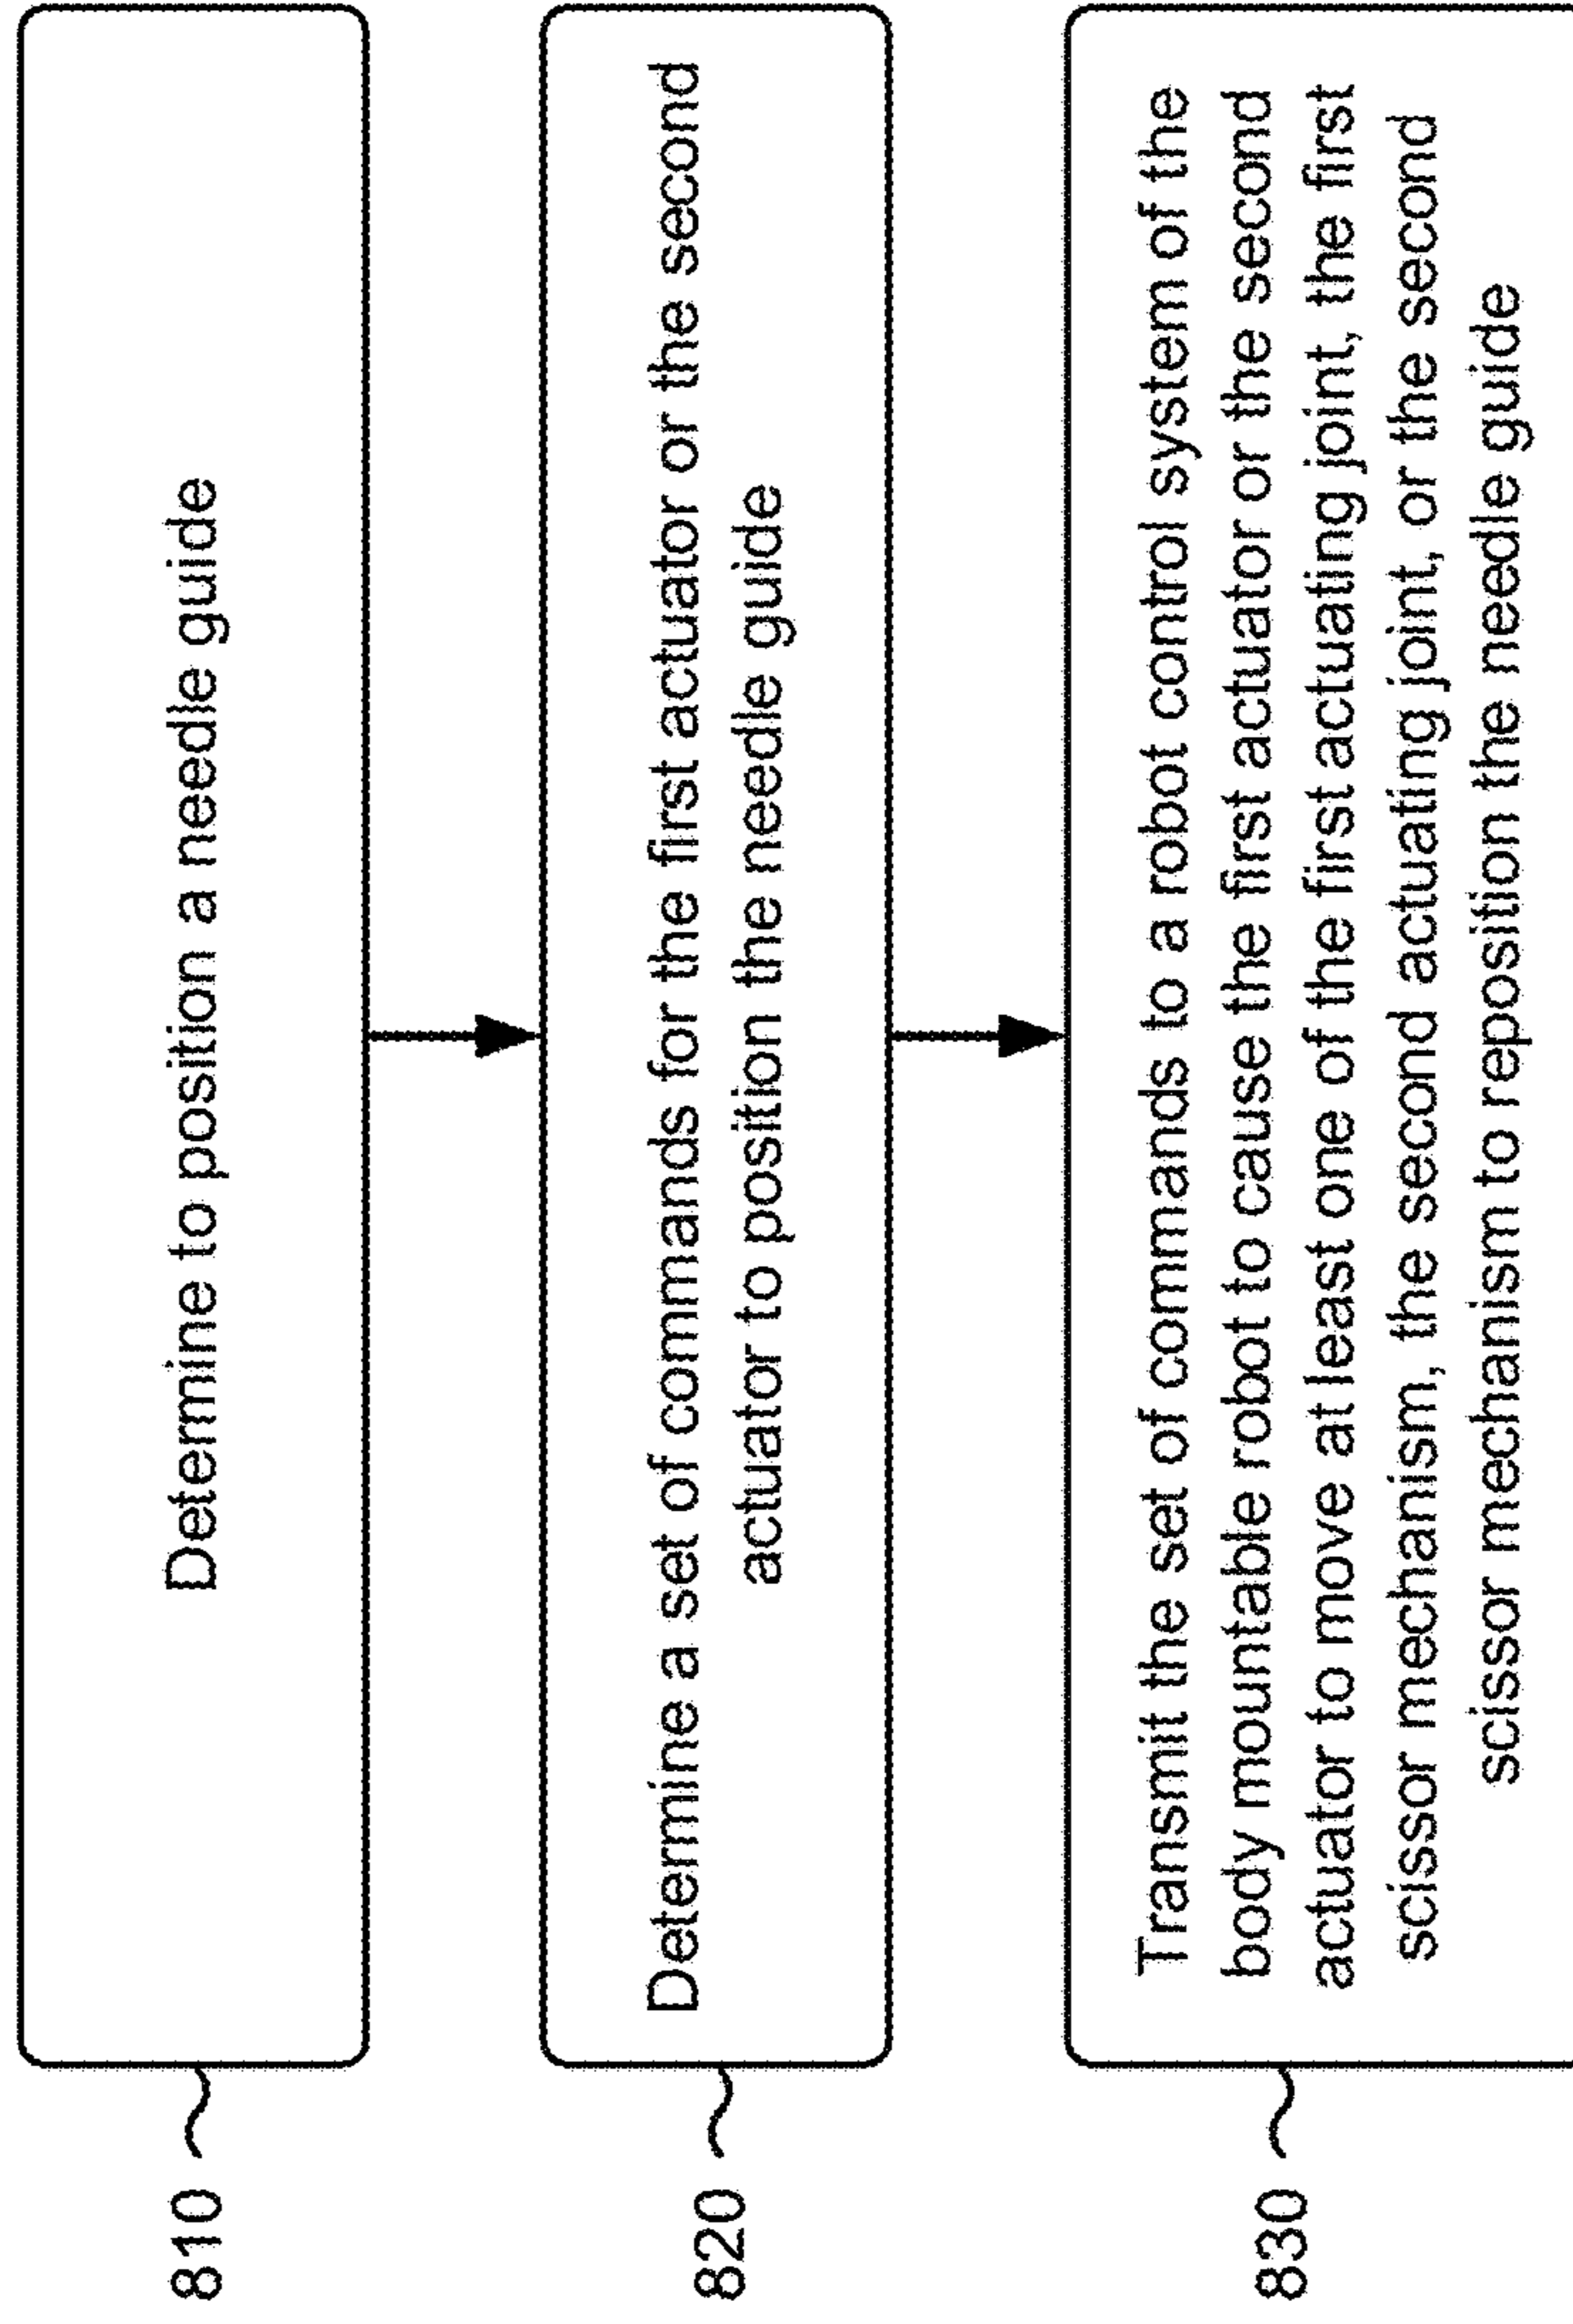 810
Determine to position a needle guide
820
Determine a set of commands for the first actuator or the second
actuator to position the needle guide
830
Transmit the set of commands to a robot control system of the
body mountable robot to cause the first actuator or the second
actuator to move at least one of the first actuating joint, the first
scissor mechanism, the second actuating joint, or the second
scissor mechanism to reposition the needle guide